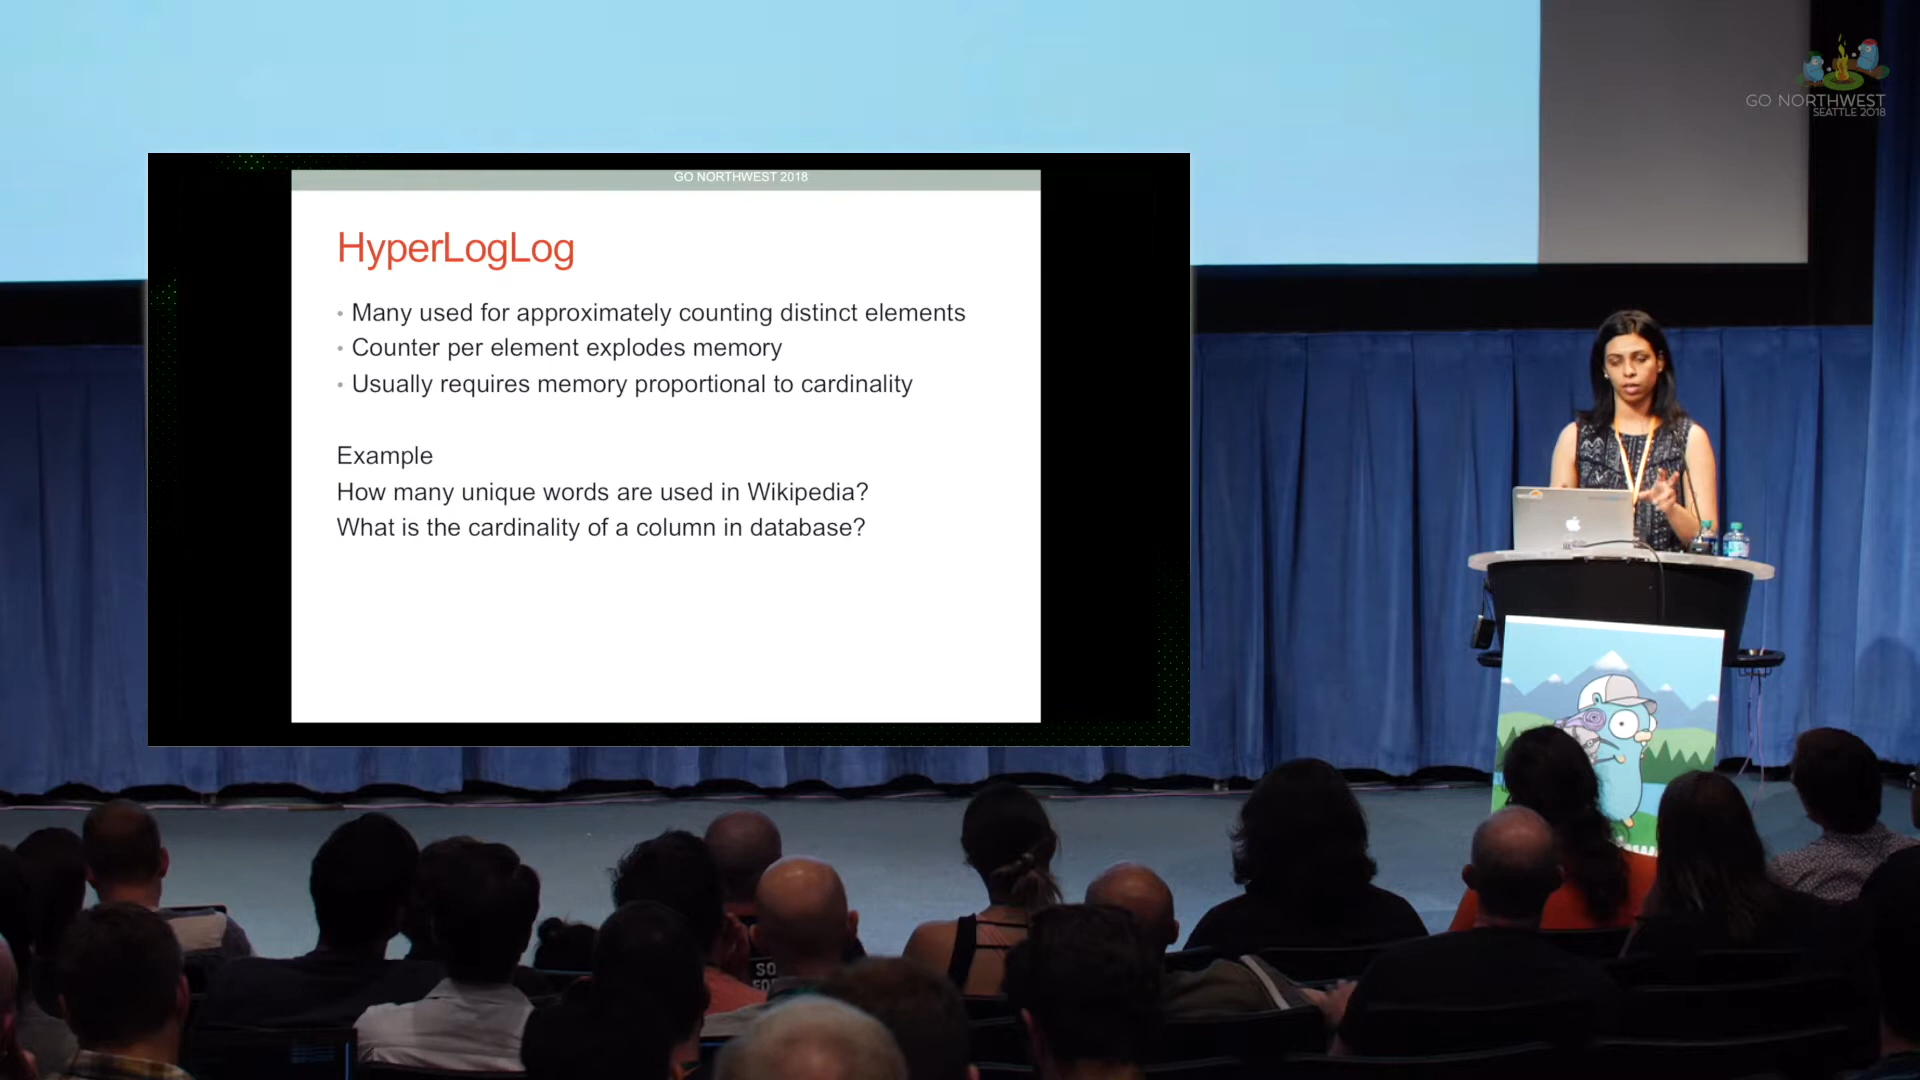 GO NORTHWEST
SEATTLE 2018
GO NORTHWEST 2018
HyperLogLog
• Many used for approximately counting distinct elements
• Counter per element explodes memory
• Usually requires memory proportional to cardinality
Example
How many unique words are used in Wikipedia?
What is the cardinality of a column in database?
SO